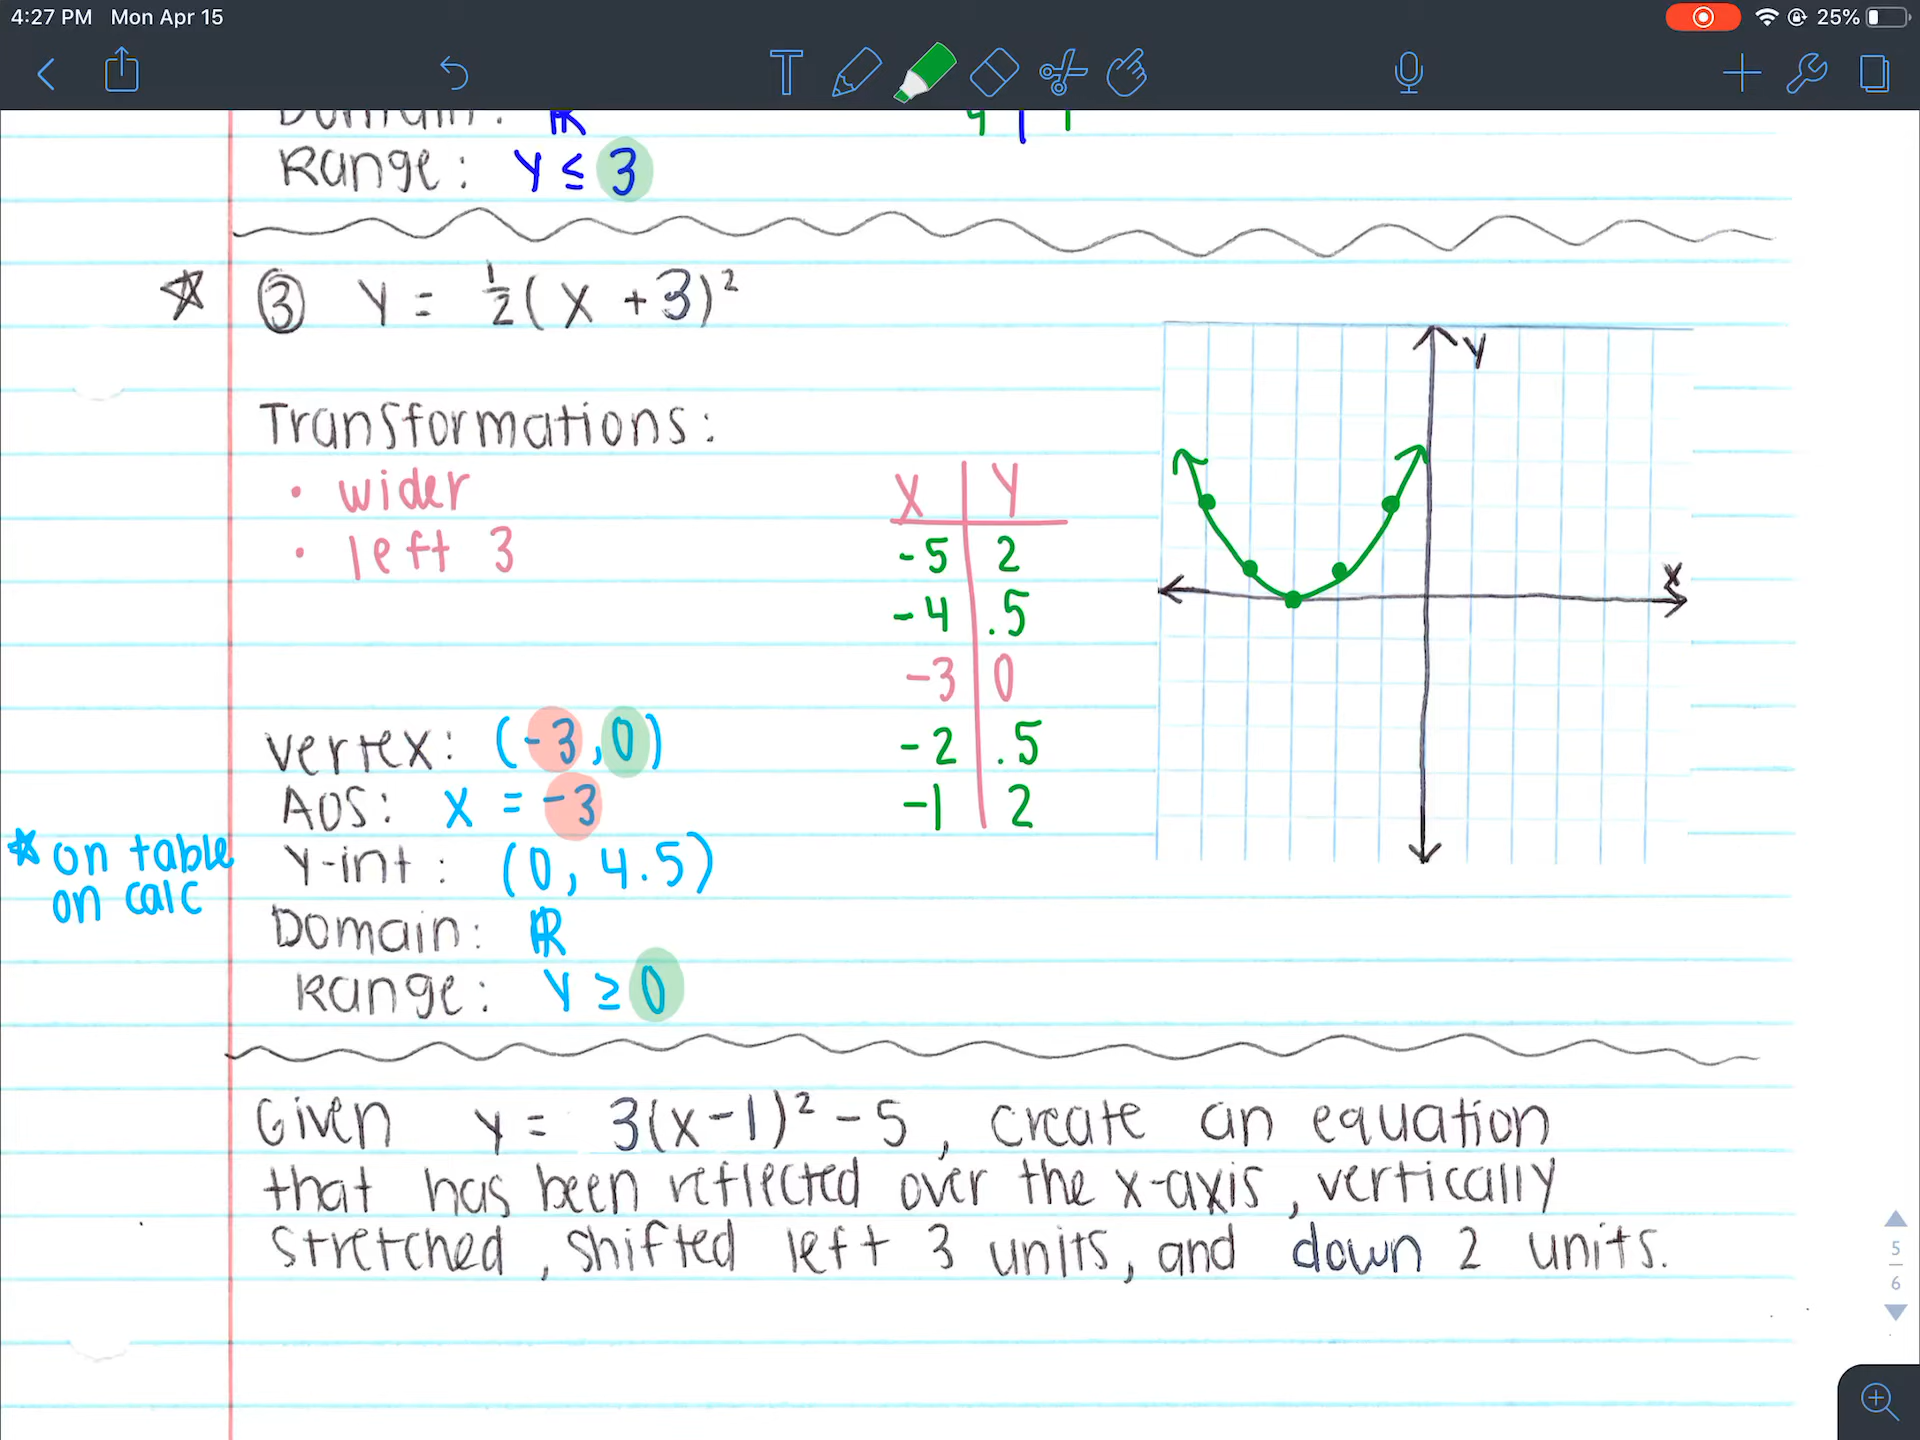 4:27 PM Mon Apr 15
25%
T
Domain: ℝ
Range: Y ≤ 3
③ Y = ½(X + 3)²
Transformations:
• wider
• left 3
X | Y
-5 | 2
-4 | .5
-3 | 0
-2 | .5
-1 | 2
Y
X
Vertex: (-3, 0)
AOS: X = -3
* on table
on calc
Y-int: (0, 4.5)
Domain: ℝ
Range: Y ≥ 0
Given y = 3(x-1)² - 5, create an equation
that has been reflected over the x-axis, vertically
stretched, shifted left 3 units, and down 2 units.
5
6